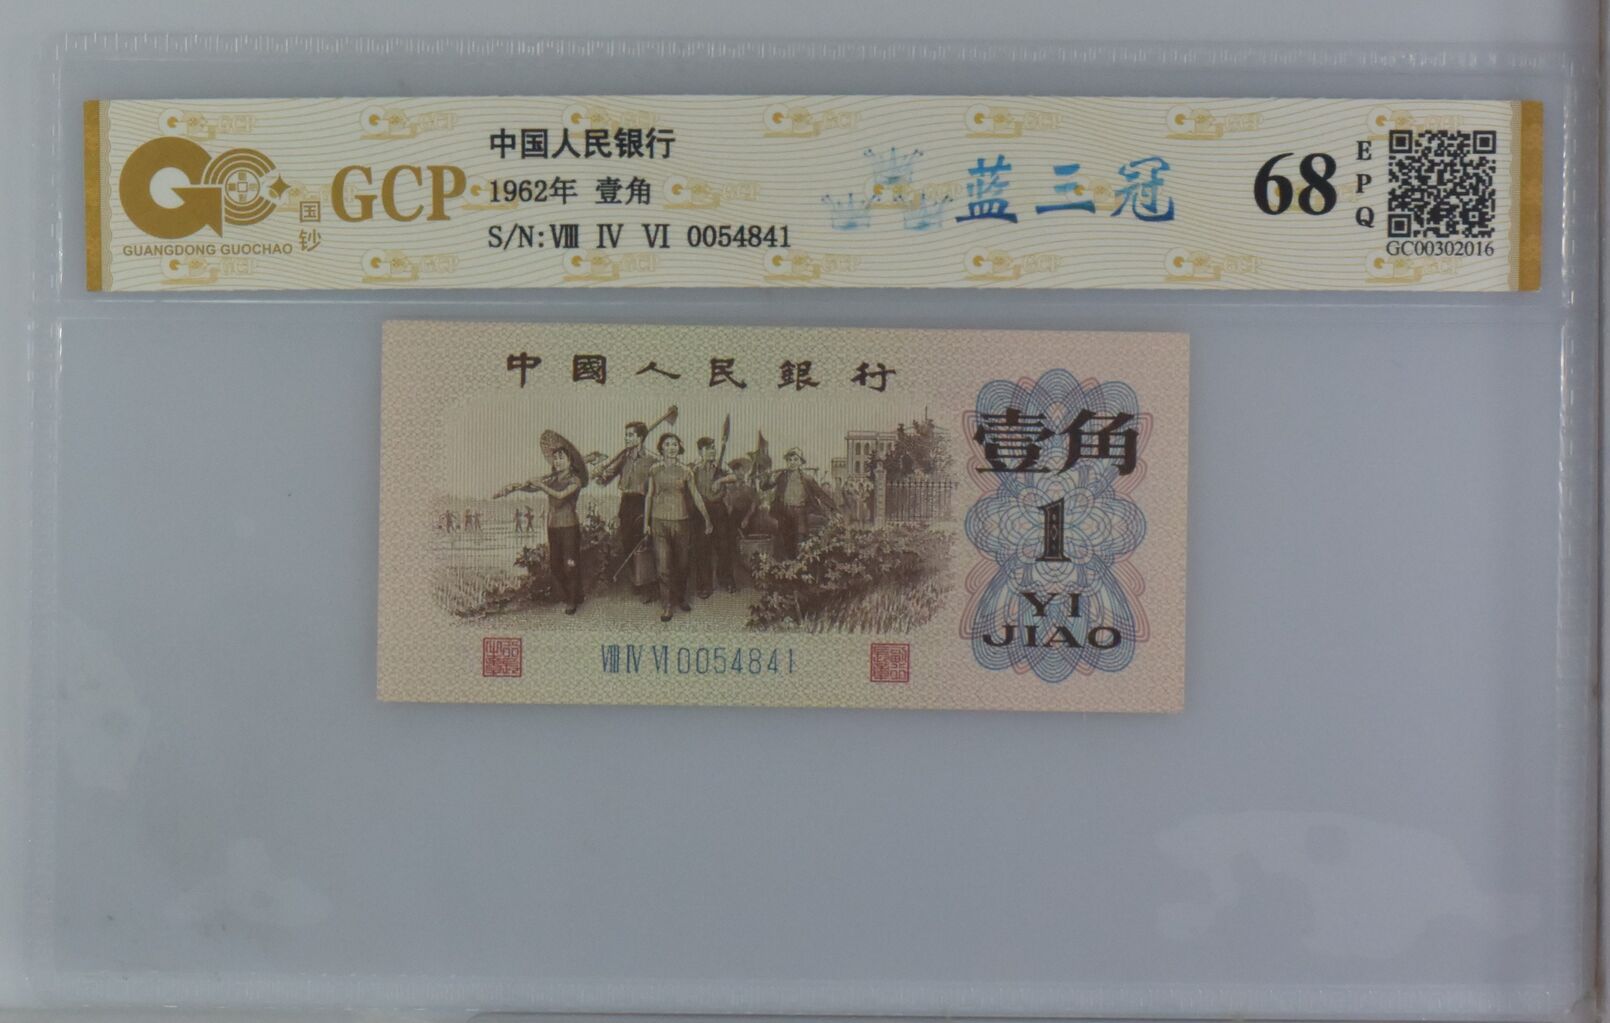 GUANGDONG GUOCHAO
国钞
GCP
中国人民银行
1962年 壹角
S/N:Ⅷ Ⅳ Ⅵ 0054841
蓝三冠
68
EPQ
GC00302016
中國人民銀行
壹角
1
YI
JIAO
Ⅷ Ⅳ Ⅵ 0054841